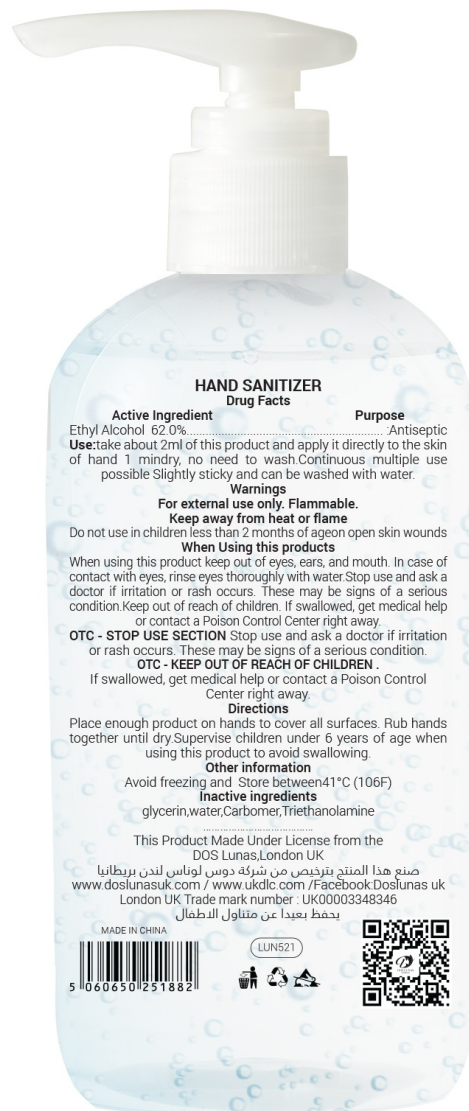 HAND SANITIZER
Drug Facts
Active Ingredient Purpose
Ethyl Alcohol 62.0%........................................................................:Antiseptic
Use:take about 2ml of this product and apply it directly to the skin
of hand 1 mindry, no need to wash.Continuous multiple use
possible Slightly sticky and can be washed with water.
Warnings
For external use only. Flammable.
Keep away from heat or flame
Do not use in children less than 2 months of ageon open skin wounds
When Using this products
When using this product keep out of eyes, ears, and mouth. In case of
contact with eyes, rinse eyes thoroughly with water.Stop use and ask a
doctor if irritation or rash occurs. These may be signs of a serious
condition.Keep out of reach of children. If swallowed, get medical help
or contact a Poison Control Center right away.
OTC - STOP USE SECTION Stop use and ask a doctor if irritation
or rash occurs. These may be signs of a serious condition.
OTC - KEEP OUT OF REACH OF CHILDREN .
If swallowed, get medical help or contact a Poison Control
Center right away.
Directions
Place enough product on hands to cover all surfaces. Rub hands
together until dry.Supervise children under 6 years of age when
using this product to avoid swallowing.
Other information
Avoid freezing and Store between41°C (106F)
Inactive ingredients
glycerin,water,Carbomer,Triethanolamine
......................................
This Product Made Under License from the
DOS Lunas,London UK
صنع هذا المنتج بترخيص من شركة دوس لوناس لندن بريطانيا
www.doslunasuk.com / www.ukdlc.com /Facebook:Doslunas uk
London UK Trade mark number : UK00003348346
يحفظ بعيدا عن متناول الاطفال
MADE IN CHINA
LUN521
5 060650 251882